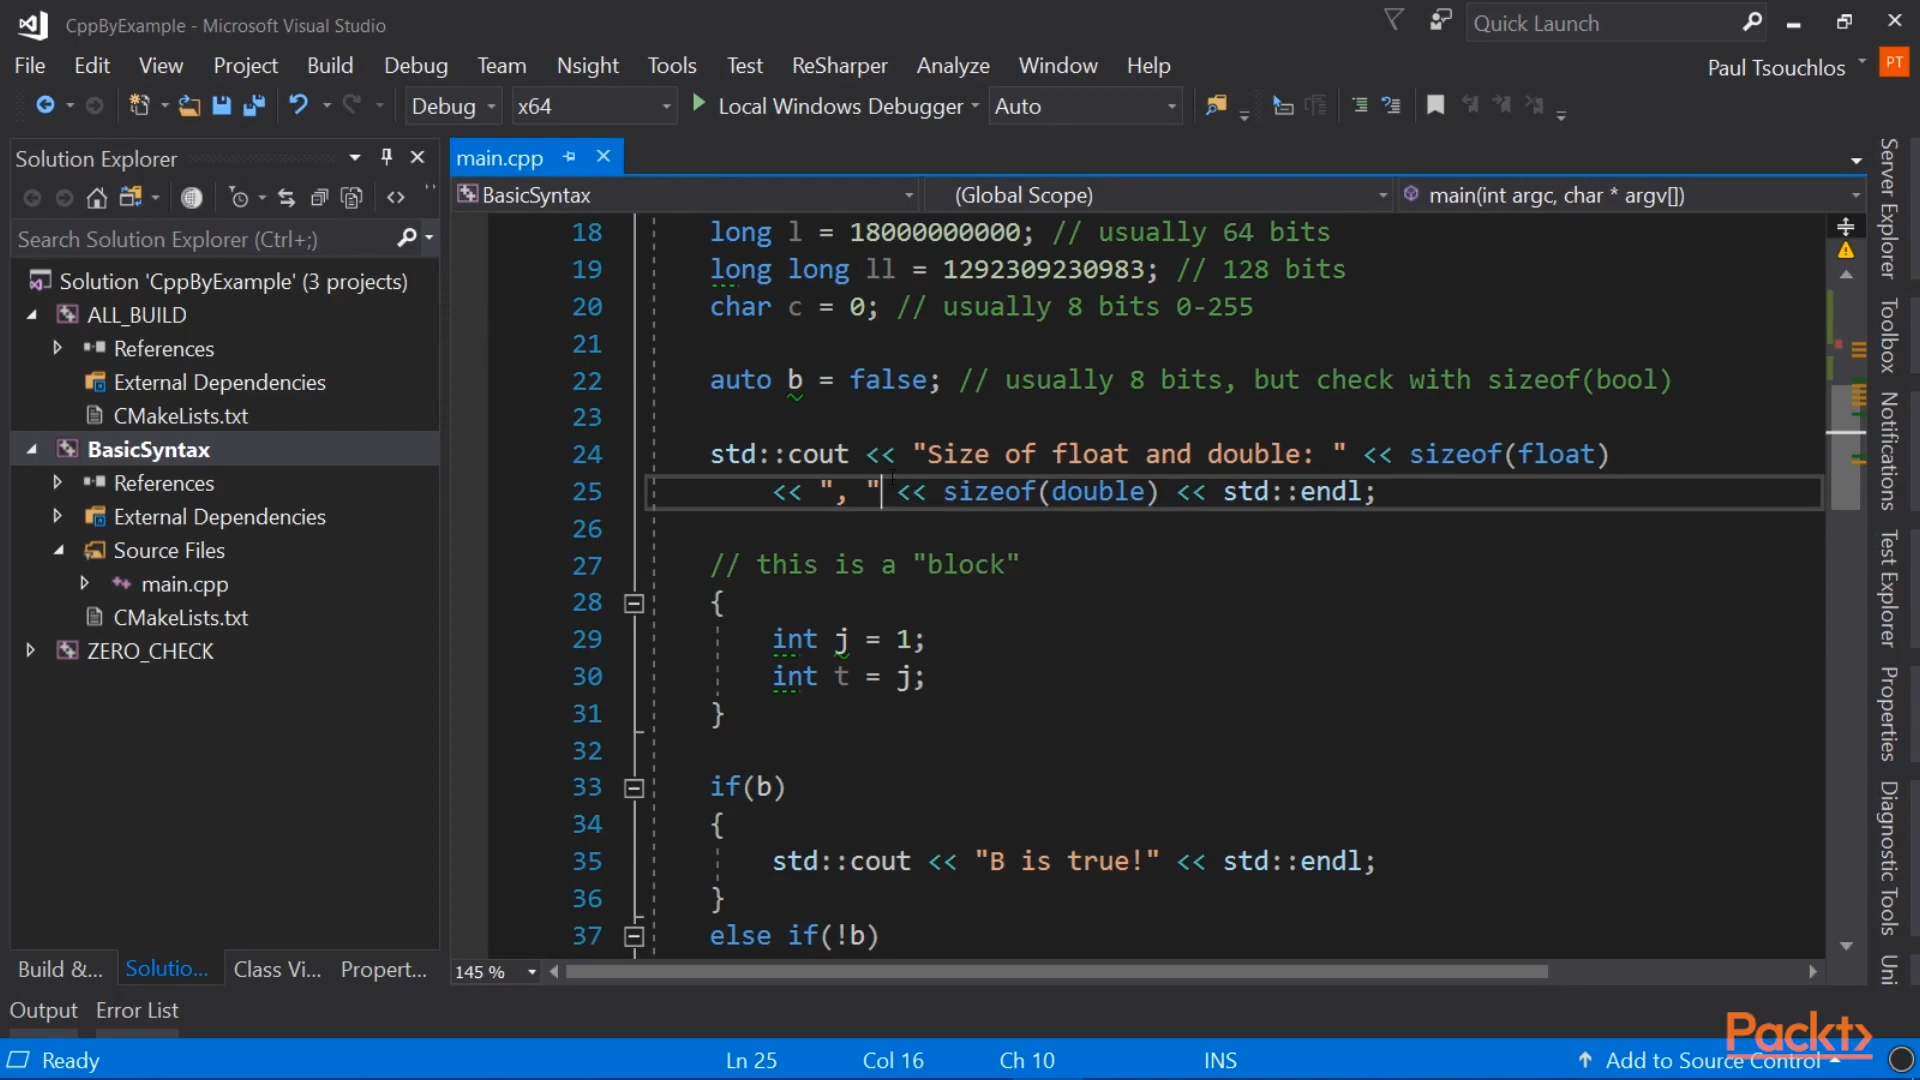 CppByExample - Microsoft Visual Studio
Quick Launch
File Edit View Project Build Debug Team Nsight Tools Test ReSharper Analyze Window Help
Paul Tsouchlos PT
Debug x64 Local Windows Debugger Auto
Solution Explorer
main.cpp
BasicSyntax (Global Scope) main(int argc, char * argv[])
Search Solution Explorer (Ctrl+;)
Solution 'CppByExample' (3 projects)
ALL_BUILD
References
External Dependencies
CMakeLists.txt
BasicSyntax
References
External Dependencies
Source Files
main.cpp
CMakeLists.txt
ZERO_CHECK
18 long l = 18000000000; // usually 64 bits
19 long long ll = 1292309230983; // 128 bits
20 char c = 0; // usually 8 bits 0-255
21
22 auto b = false; // usually 8 bits, but check with sizeof(bool)
23
24 std::cout << "Size of float and double: " << sizeof(float)
25 << ", " << sizeof(double) << std::endl;
26
27 // this is a "block"
28 {
29 int j = 1;
30 int t = j;
31 }
32
33 if(b)
34 {
35 std::cout << "B is true!" << std::endl;
36 }
37 else if(!b)
Server Explorer
Toolbox
Notifications
Test Explorer
Properties
Diagnostic Tools
Uni
Build &... Solutio... Class Vi... Propert...
145 %
Output Error List
Packt>
Ready Ln 25 Col 16 Ch 10 INS Add to Source Control